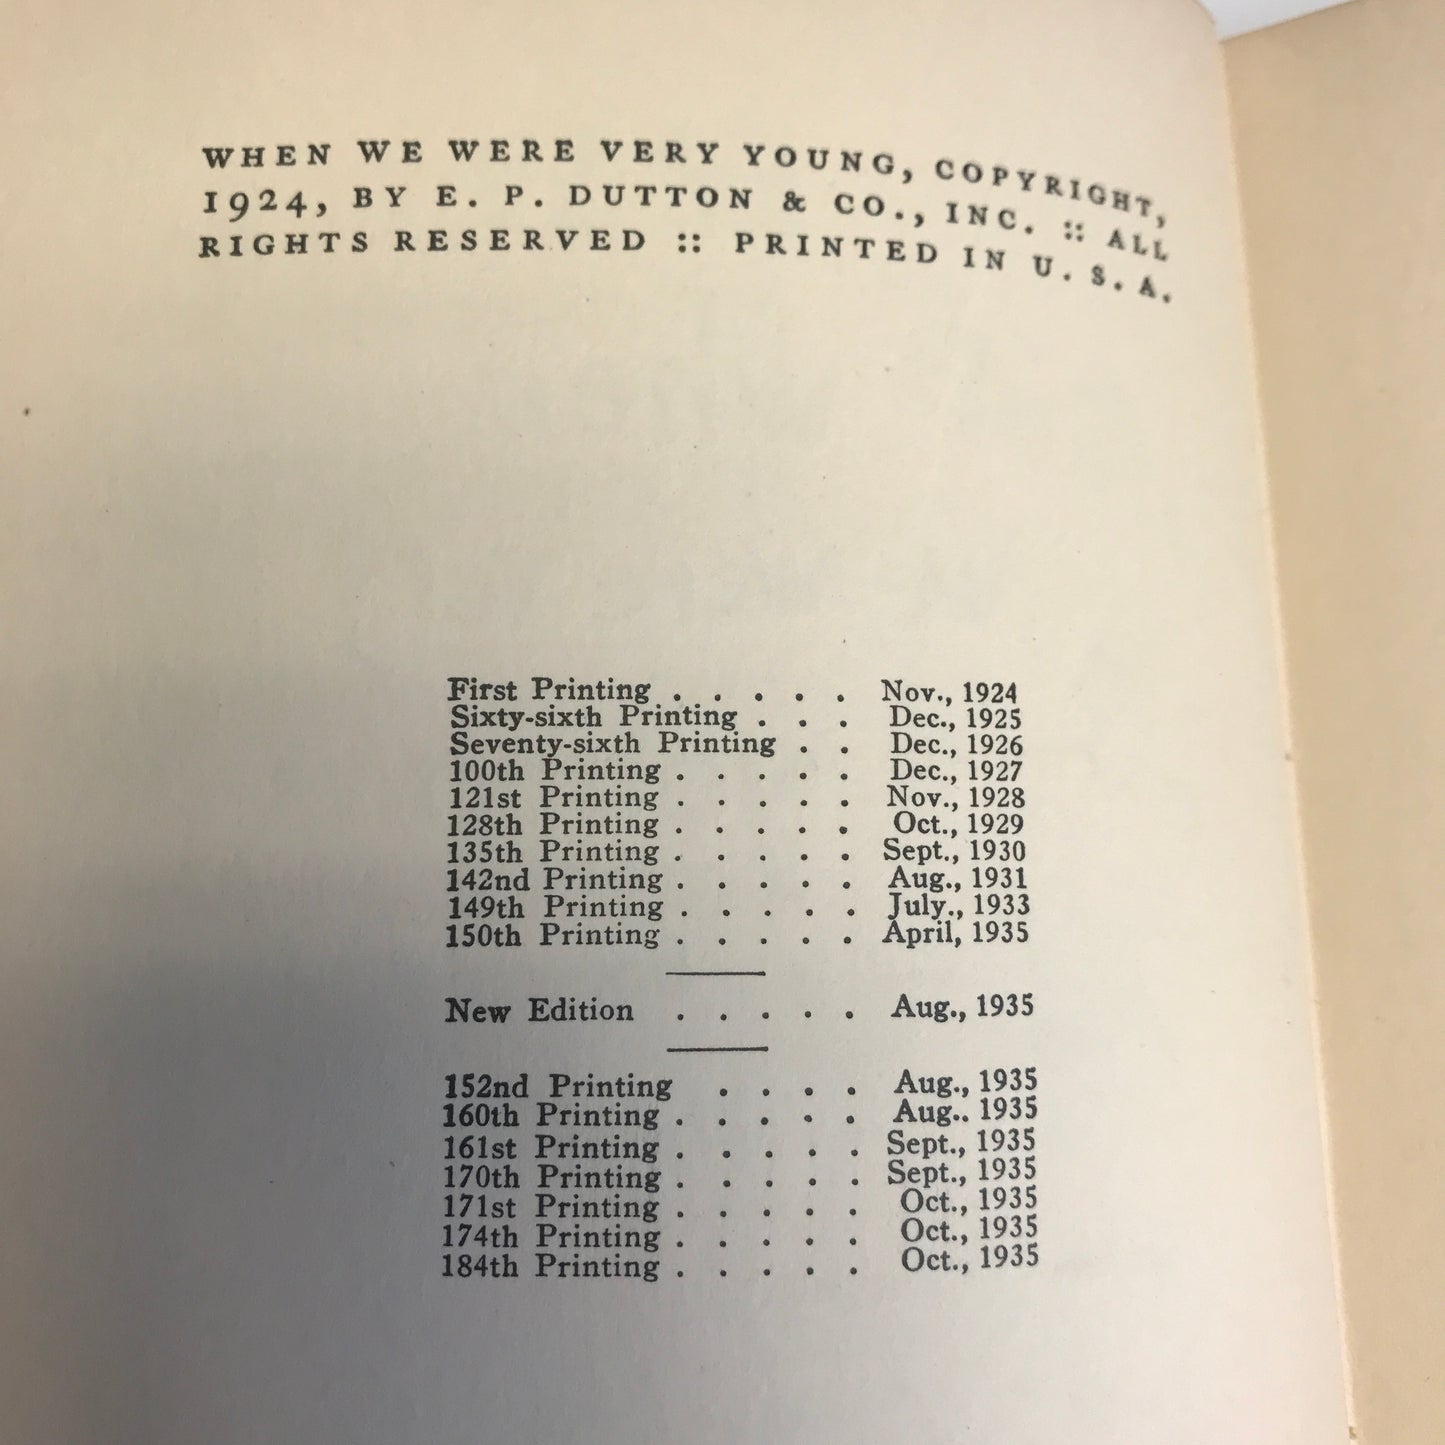 WHEN WE WERE VERY YOUNG, COPYRIGHT,
1924, BY E. P. DUTTON & CO., INC. :: ALL
RIGHTS RESERVED :: PRINTED IN U. S. A.
First Printing . . . . . Nov., 1924
Sixty-sixth Printing . . . Dec., 1925
Seventy-sixth Printing . . Dec., 1926
100th Printing . . . . . Dec., 1927
121st Printing . . . . . Nov., 1928
128th Printing . . . . . Oct., 1929
135th Printing . . . . . Sept., 1930
142nd Printing . . . . . Aug., 1931
149th Printing . . . . . July., 1933
150th Printing . . . . . April, 1935
New Edition . . . . . Aug., 1935
152nd Printing . . . . Aug., 1935
160th Printing . . . . . Aug.. 1935
161st Printing . . . . . Sept., 1935
170th Printing . . . . . Sept., 1935
171st Printing . . . . . Oct., 1935
174th Printing . . . . . Oct., 1935
184th Printing . . . . . Oct., 1935